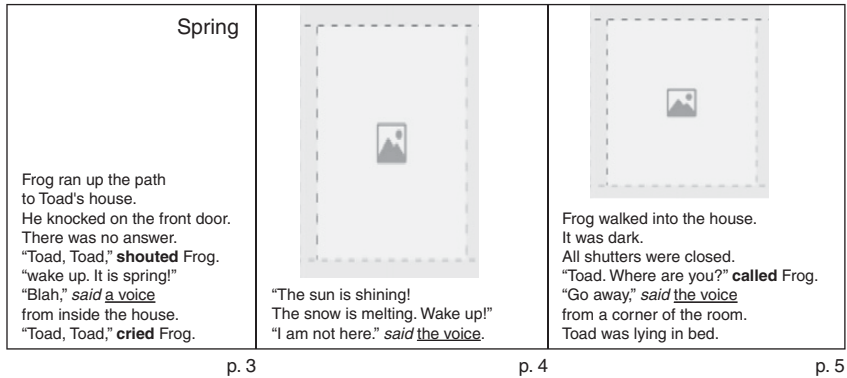 Spring
Frog ran up the path
to Toad's house.
He knocked on the front door.
There was no answer.
“Toad, Toad,” shouted Frog.
“wake up. It is spring!”
“Blah,” said a voice
from inside the house.
“Toad, Toad,” cried Frog.
p. 3
“The sun is shining!
The snow is melting. Wake up!”
“I am not here.” said the voice.
p. 4
Frog walked into the house.
It was dark.
All shutters were closed.
“Toad. Where are you?” called Frog.
“Go away,” said the voice
from a corner of the room.
Toad was lying in bed.
p. 5